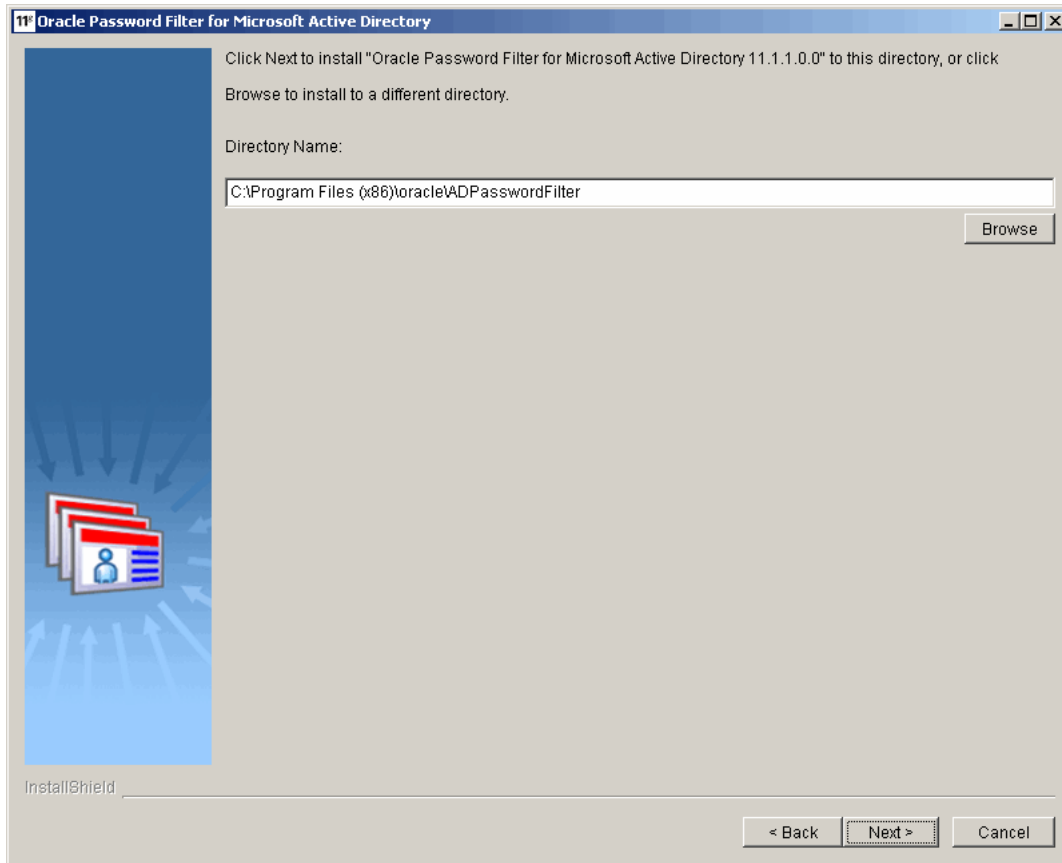 11g Oracle Password Filter for Microsoft Active Directory
Click Next to install "Oracle Password Filter for Microsoft Active Directory 11.1.1.0.0" to this directory, or click
Browse to install to a different directory.
Directory Name:
C:\Program Files (x86)\oracle\ADPasswordFilter
Browse
InstallShield
< Back Next > Cancel